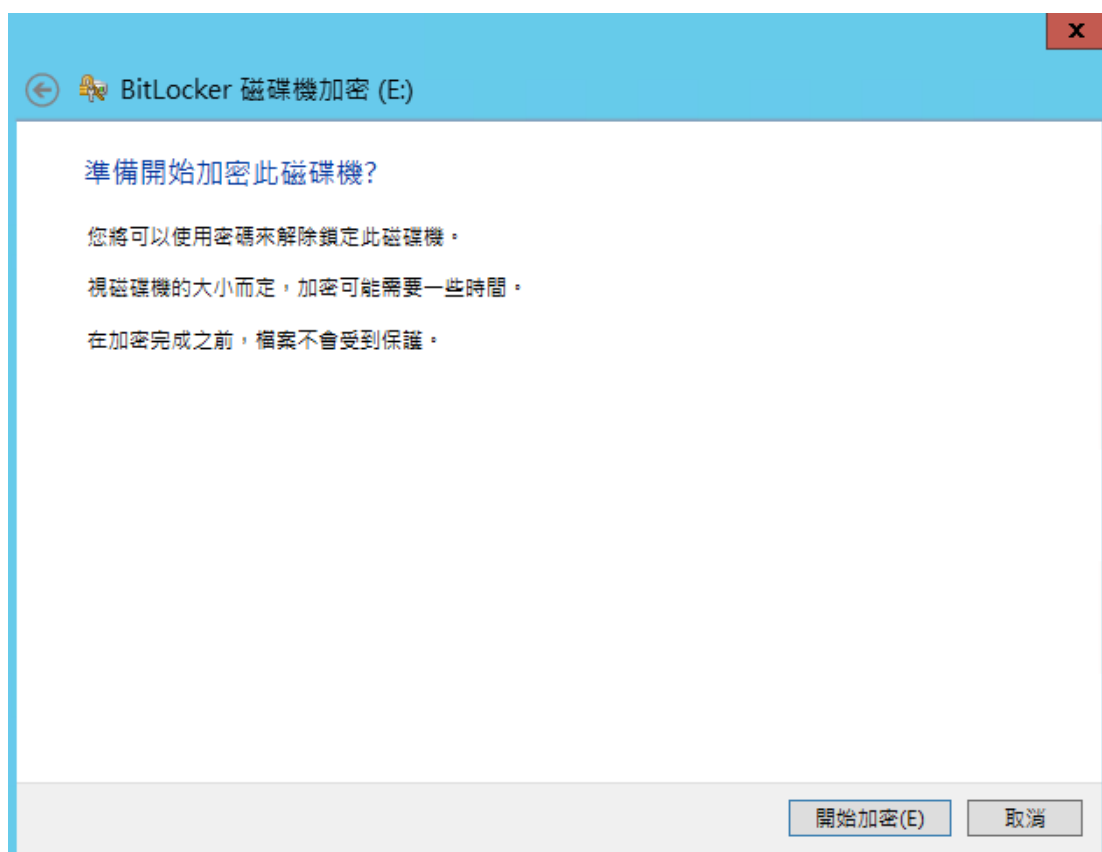 x
BitLocker 磁碟機加密 (E:)
準備開始加密此磁碟機?
您將可以使用密碼來解除鎖定此磁碟機。
視磁碟機的大小而定，加密可能需要一些時間。
在加密完成之前，檔案不會受到保護。
開始加密(E) 取消